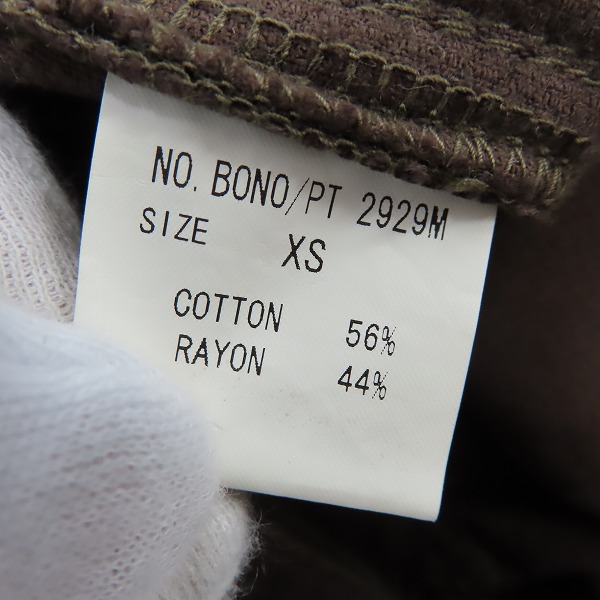 NO. BONO/PT 2929M
SIZE XS
COTTON 56%
RAYON 44%